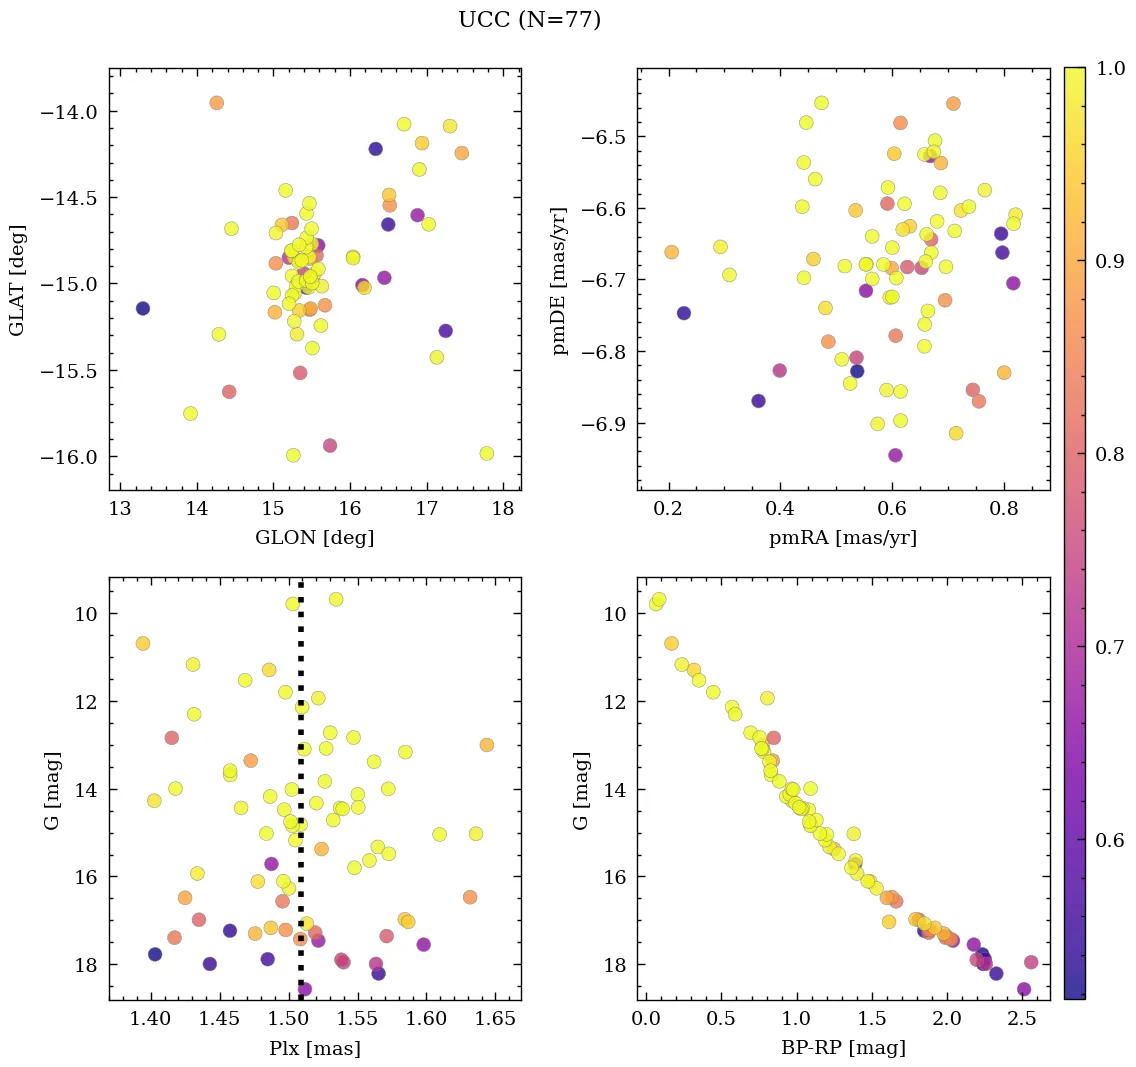 UCC (N=77)
−14.0
−14.5
−15.0
−15.5
−16.0
GLAT [deg]
13 14 15 16 17 18
GLON [deg]
−6.5
−6.6
−6.7
−6.8
−6.9
pmDE [mas/yr]
0.2 0.4 0.6 0.8
pmRA [mas/yr]
1.0
0.9
0.8
0.7
0.6
10
12
14
16
18
G [mag]
1.40 1.45 1.50 1.55 1.60 1.65
Plx [mas]
10
12
14
16
18
G [mag]
0.0 0.5 1.0 1.5 2.0 2.5
BP-RP [mag]